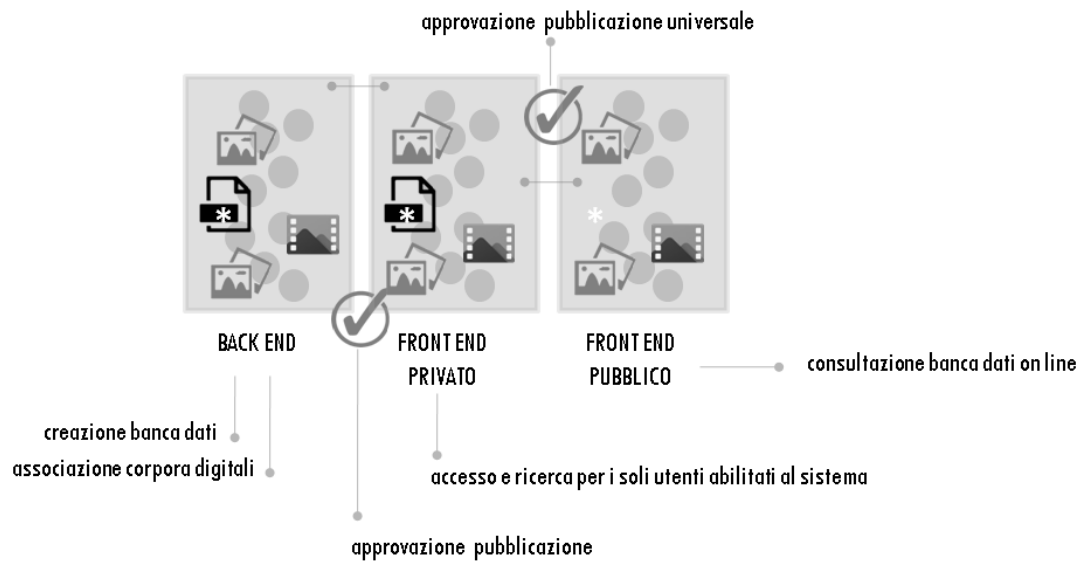 approvazione pubblicazione universale
*
*
*
BACK END
FRONT END
PRIVATO
FRONT END
PUBBLICO
consultazione banca dati on line
creazione banca dati
associazione corpora digitali
accesso e ricerca per i soli utenti abilitati al sistema
approvazione pubblicazione